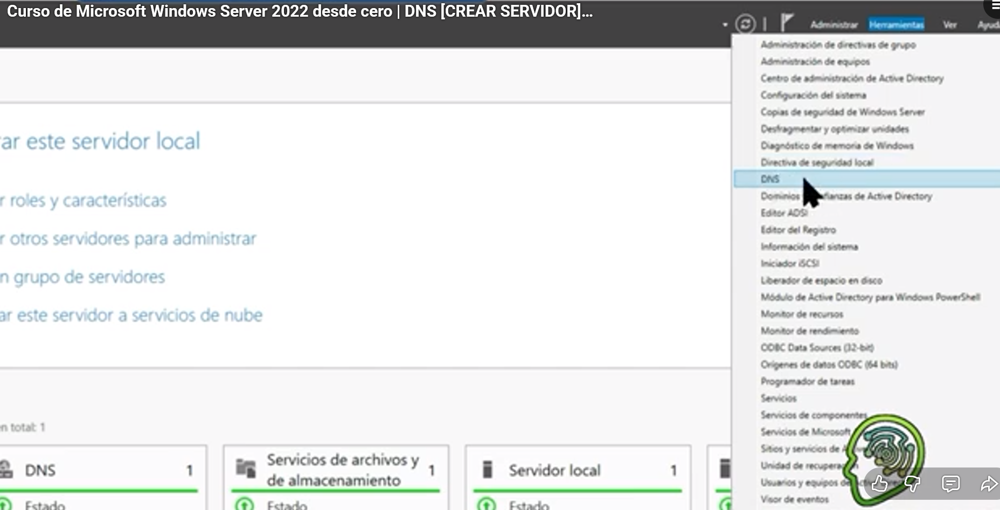 Curso de Microsoft Windows Server 2022 desde cero | DNS [CREAR SERVIDOR]...
Administrar Herramientas Ver Ayud
Administración de directivas de grupo
Administración de equipos
Centro de administración de Active Directory
Configuración del sistema
Copias de seguridad de Windows Server
Desfragmentar y optimizar unidades
Diagnóstico de memoria de Windows
Directiva de seguridad local
DNS
Dominios fianzas de Active Directory
Editor ADSI
Editor del Registro
Información del sistema
Iniciador iSCSI
Liberador de espacio en disco
Módulo de Active Directory para Windows PowerShell
Monitor de recursos
Monitor de rendimiento
ODBC Data Sources (32-bit)
Orígenes de datos ODBC (64 bits)
Programador de tareas
Servicios
Servicios de componentes
Servicios de Microsoft
Sitios y servicios de
Unidad de
Usuarios y equipos de
Visor de eventos
ar este servidor local
r roles y características
r otros servidores para administrar
n grupo de servidores
ar este servidor a servicios de nube
en total: 1
DNS 1
Estado
Servicios de archivos y
de almacenamiento 1
Estado
Servidor local 1
Estado